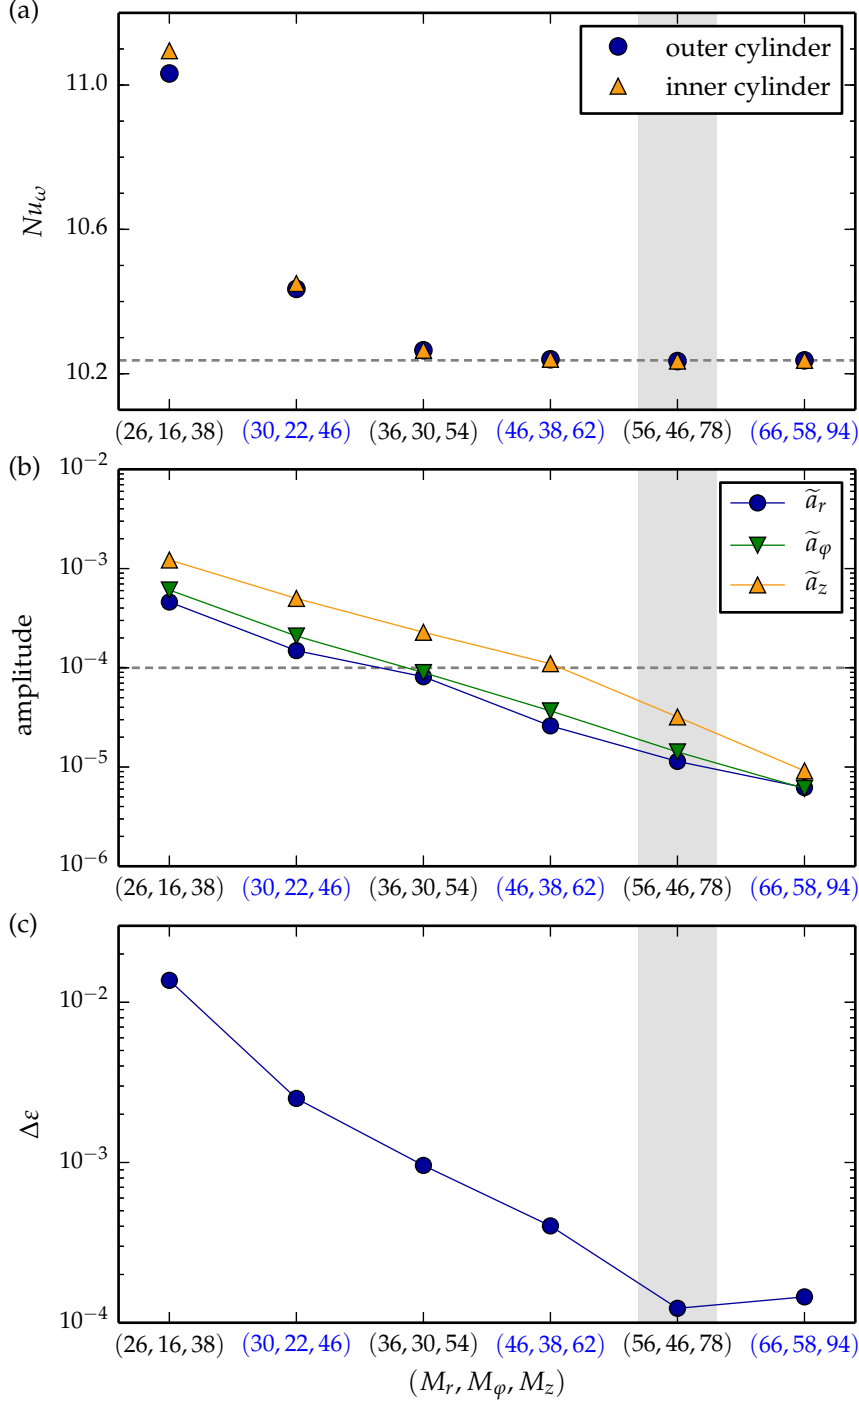 (a)
outer cylinder
inner cylinder
11.0
10.6
10.2
Nu_ω
(26, 16, 38) (30, 22, 46) (36, 30, 54) (46, 38, 62) (56, 46, 78) (66, 58, 94)
(b)
10⁻²
10⁻³
10⁻⁴
10⁻⁵
10⁻⁶
amplitude
ã_r
ã_φ
ã_z
(26, 16, 38) (30, 22, 46) (36, 30, 54) (46, 38, 62) (56, 46, 78) (66, 58, 94)
(c)
10⁻²
10⁻³
10⁻⁴
Δε
(26, 16, 38) (30, 22, 46) (36, 30, 54) (46, 38, 62) (56, 46, 78) (66, 58, 94)
(M_r, M_φ, M_z)